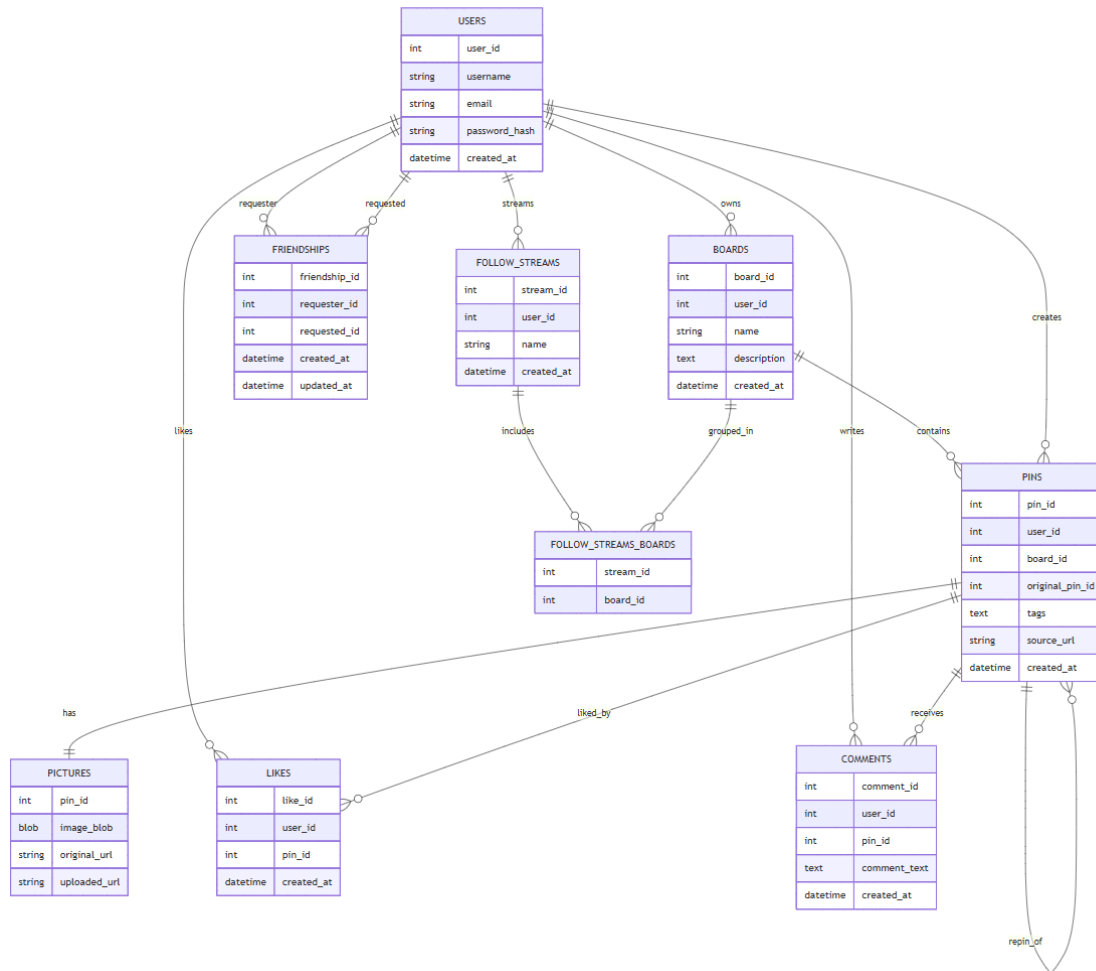 USERS
int user_id
string username
string email
string password_hash
datetime created_at
requester
requested
streams
owns
FRIENDSHIPS
int friendship_id
int requester_id
int requested_id
datetime created_at
datetime updated_at
FOLLOW_STREAMS
int stream_id
int user_id
string name
datetime created_at
BOARDS
int board_id
int user_id
string name
text description
datetime created_at
creates
likes
includes
grouped_in
writes
contains
PINS
int pin_id
int user_id
int board_id
int original_pin_id
text tags
string source_url
datetime created_at
FOLLOW_STREAMS_BOARDS
int stream_id
int board_id
has
liked_by
receives
PICTURES
int pin_id
blob image_blob
string original_url
string uploaded_url
LIKES
int like_id
int user_id
int pin_id
datetime created_at
COMMENTS
int comment_id
int user_id
int pin_id
text comment_text
datetime created_at
repin_of